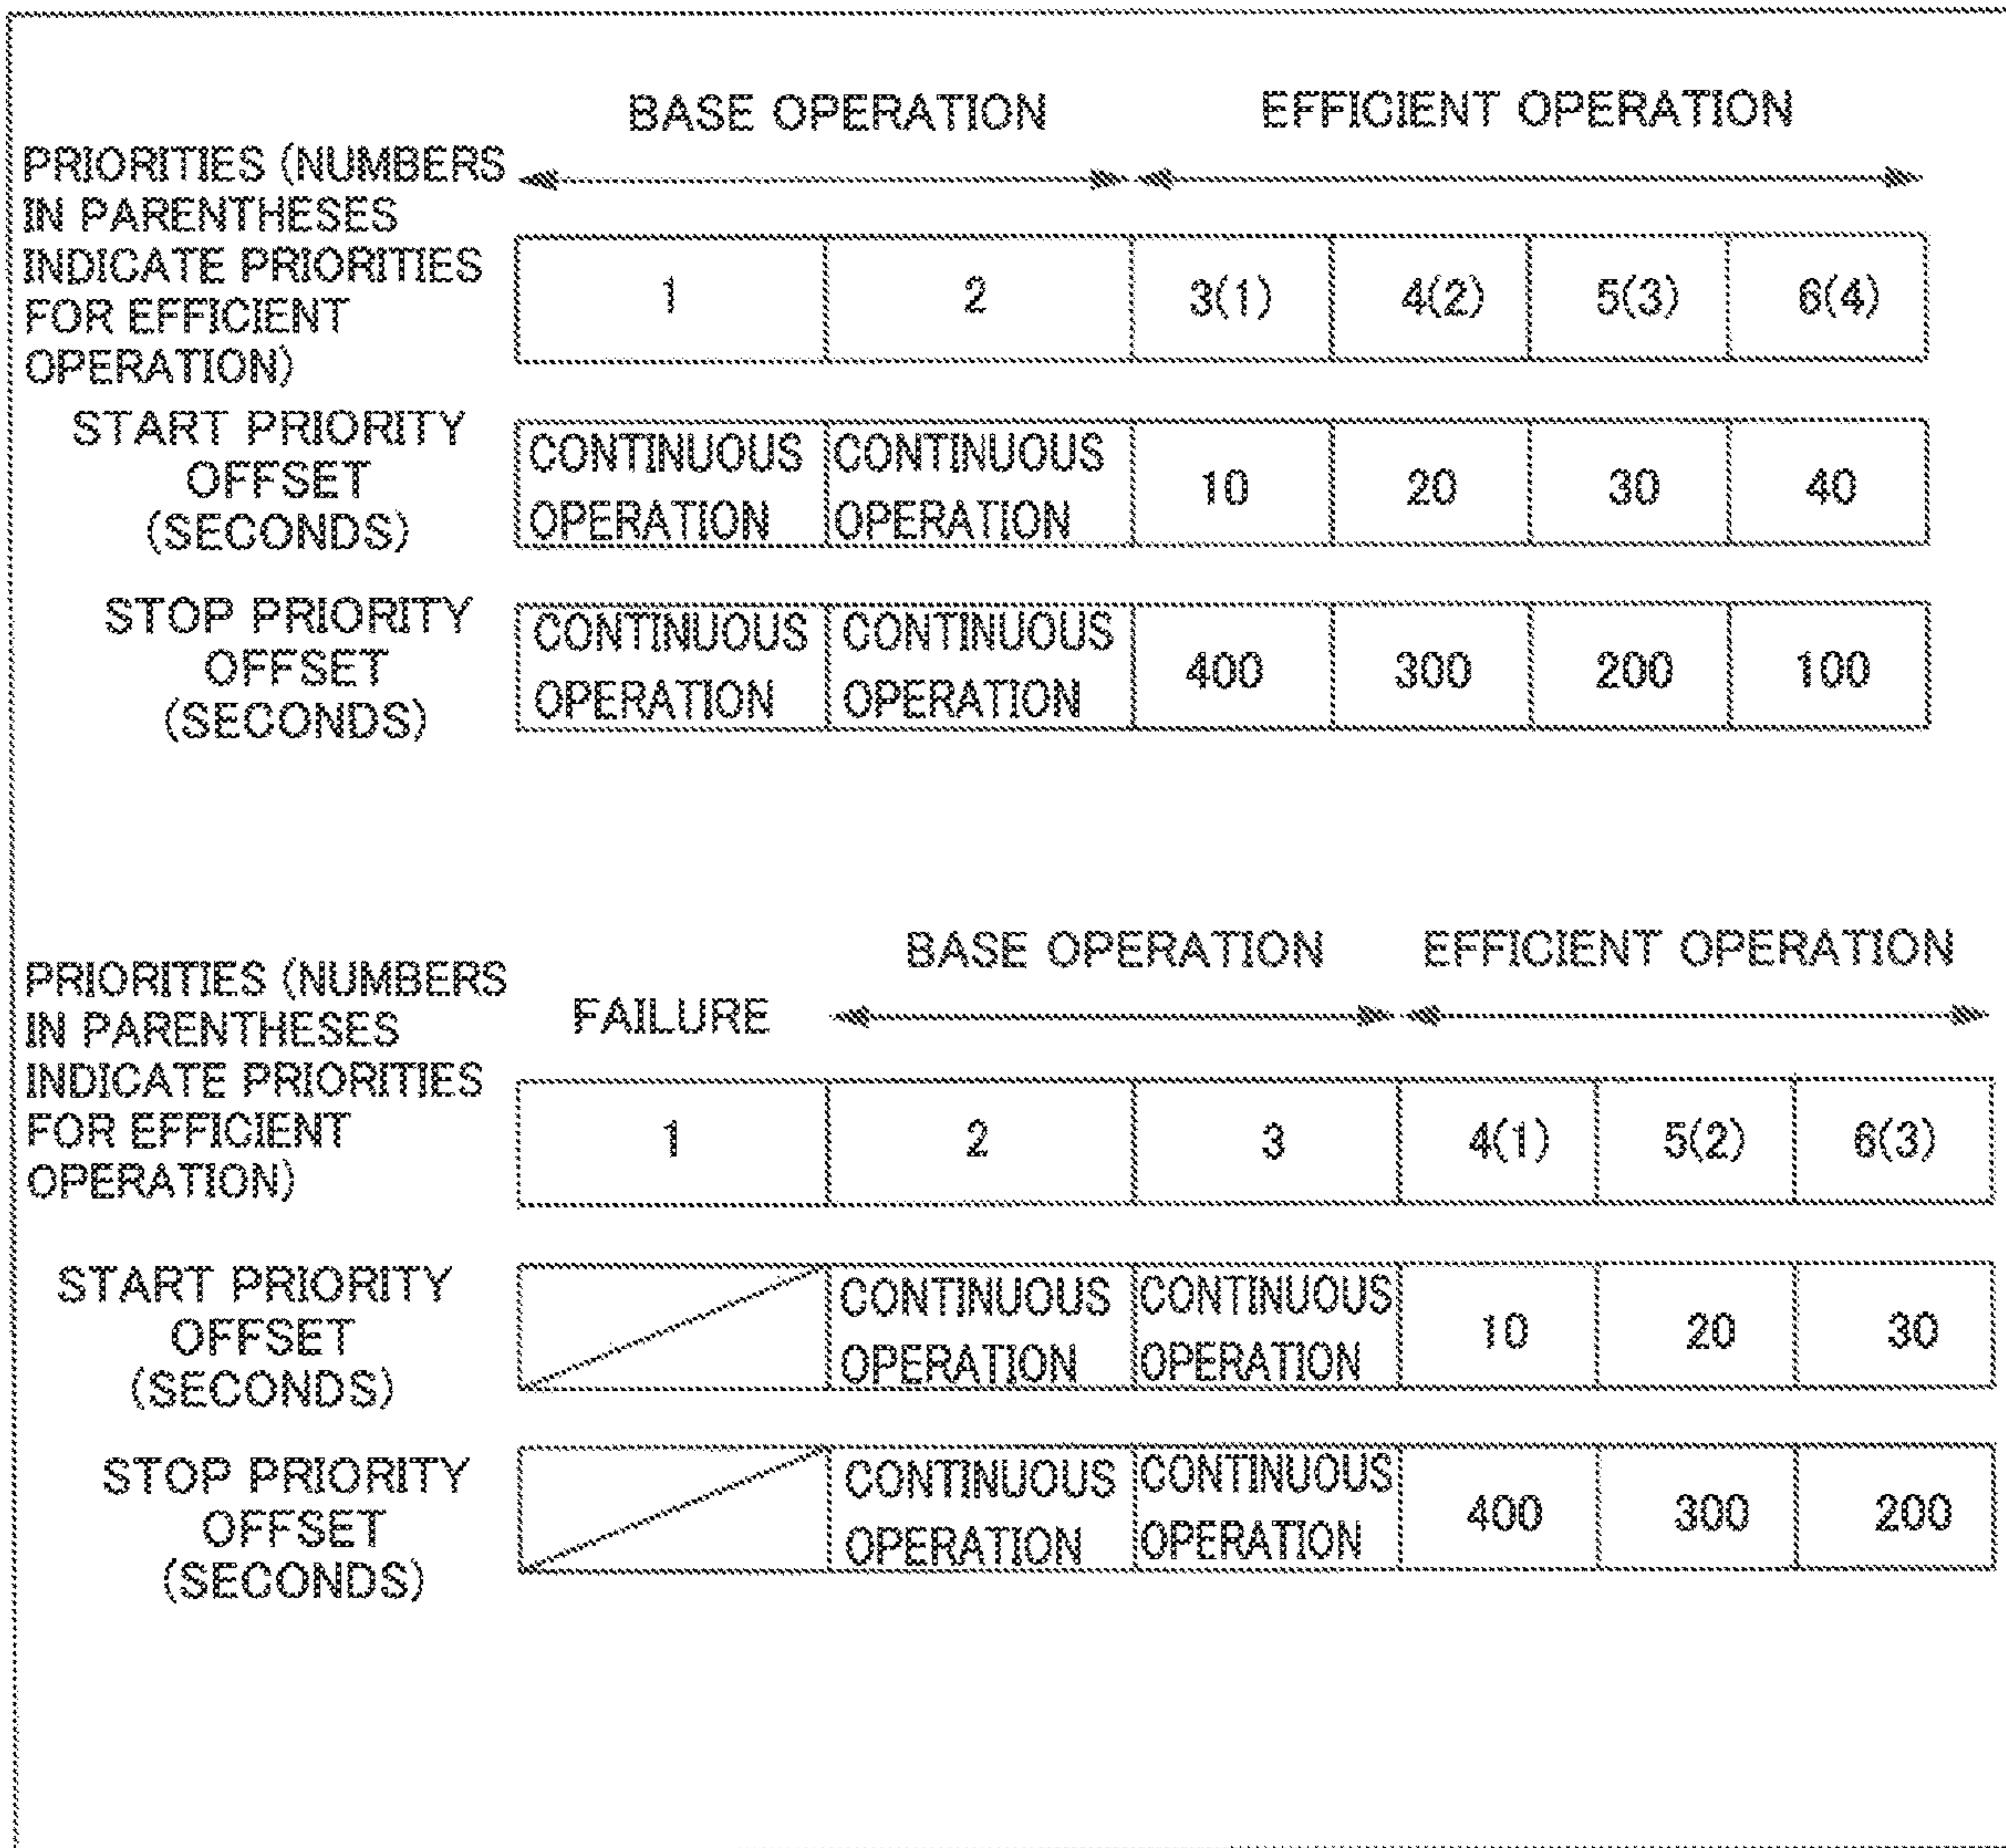 BASE OPERATION EFFICIENT OPERATION
PRIORITIES (NUMBERS
IN PARENTHESES
INDICATE PRIORITIES
FOR EFFICIENT
OPERATION)
1 2 3(1) 4(2) 5(3) 6(4)
START PRIORITY
OFFSET
(SECONDS)
CONTINUOUS CONTINUOUS
OPERATION OPERATION
10 20 30 40
STOP PRIORITY
OFFSET
(SECONDS)
CONTINUOUS CONTINUOUS
OPERATION OPERATION
400 300 200 100
BASE OPERATION EFFICIENT OPERATION
PRIORITIES (NUMBERS
IN PARENTHESES
INDICATE PRIORITIES
FOR EFFICIENT
OPERATION)
FAILURE
1 2 3 4(1) 5(2) 6(3)
START PRIORITY
OFFSET
(SECONDS)
CONTINUOUS CONTINUOUS
OPERATION OPERATION
10 20 30
STOP PRIORITY
OFFSET
(SECONDS)
CONTINUOUS CONTINUOUS
OPERATION OPERATION
400 300 200